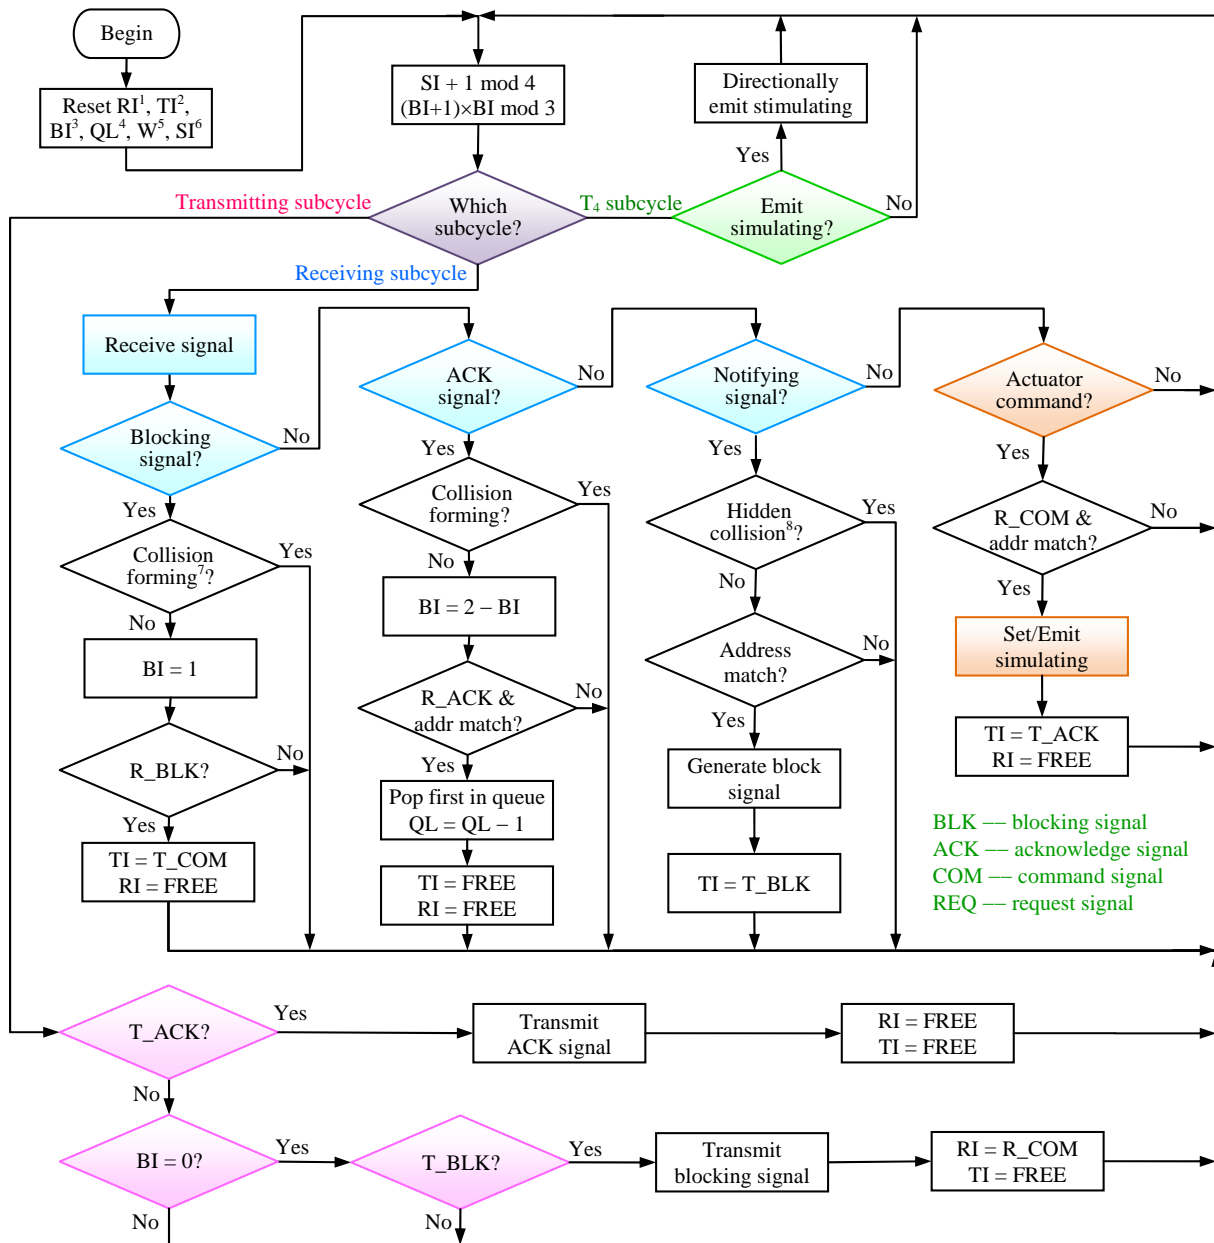 Begin
Reset RI¹, TI²,
BI³, QL⁴, W⁵, SI⁶
SI + 1 mod 4
(BI+1)×BI mod 3
Directionally
emit stimulating
Yes
Transmitting subcycle
Which
subcycle?
T₄ subcycle
Emit
simulating?
No
Receiving subcycle
Receive signal
Blocking
signal?
No
Yes
Collision
forming⁷?
Yes
No
BI = 1
R_BLK?
No
Yes
TI = T_COM
RI = FREE
ACK
signal?
No
Yes
Collision
forming?
Yes
No
BI = 2 − BI
R_ACK &
addr match?
No
Yes
Pop first in queue
QL = QL − 1
TI = FREE
RI = FREE
Notifying
signal?
No
Yes
Hidden
collision⁸?
Yes
No
Address
match?
No
Yes
Generate block
signal
TI = T_BLK
Actuator
command?
No
Yes
R_COM &
addr match?
No
Yes
Set/Emit
simulating
TI = T_ACK
RI = FREE
BLK — blocking signal
ACK — acknowledge signal
COM — command signal
REQ — request signal
T_ACK?
Yes
Transmit
ACK signal
RI = FREE
TI = FREE
No
BI = 0?
Yes
T_BLK?
Yes
Transmit
blocking signal
RI = R_COM
TI = FREE
No
No